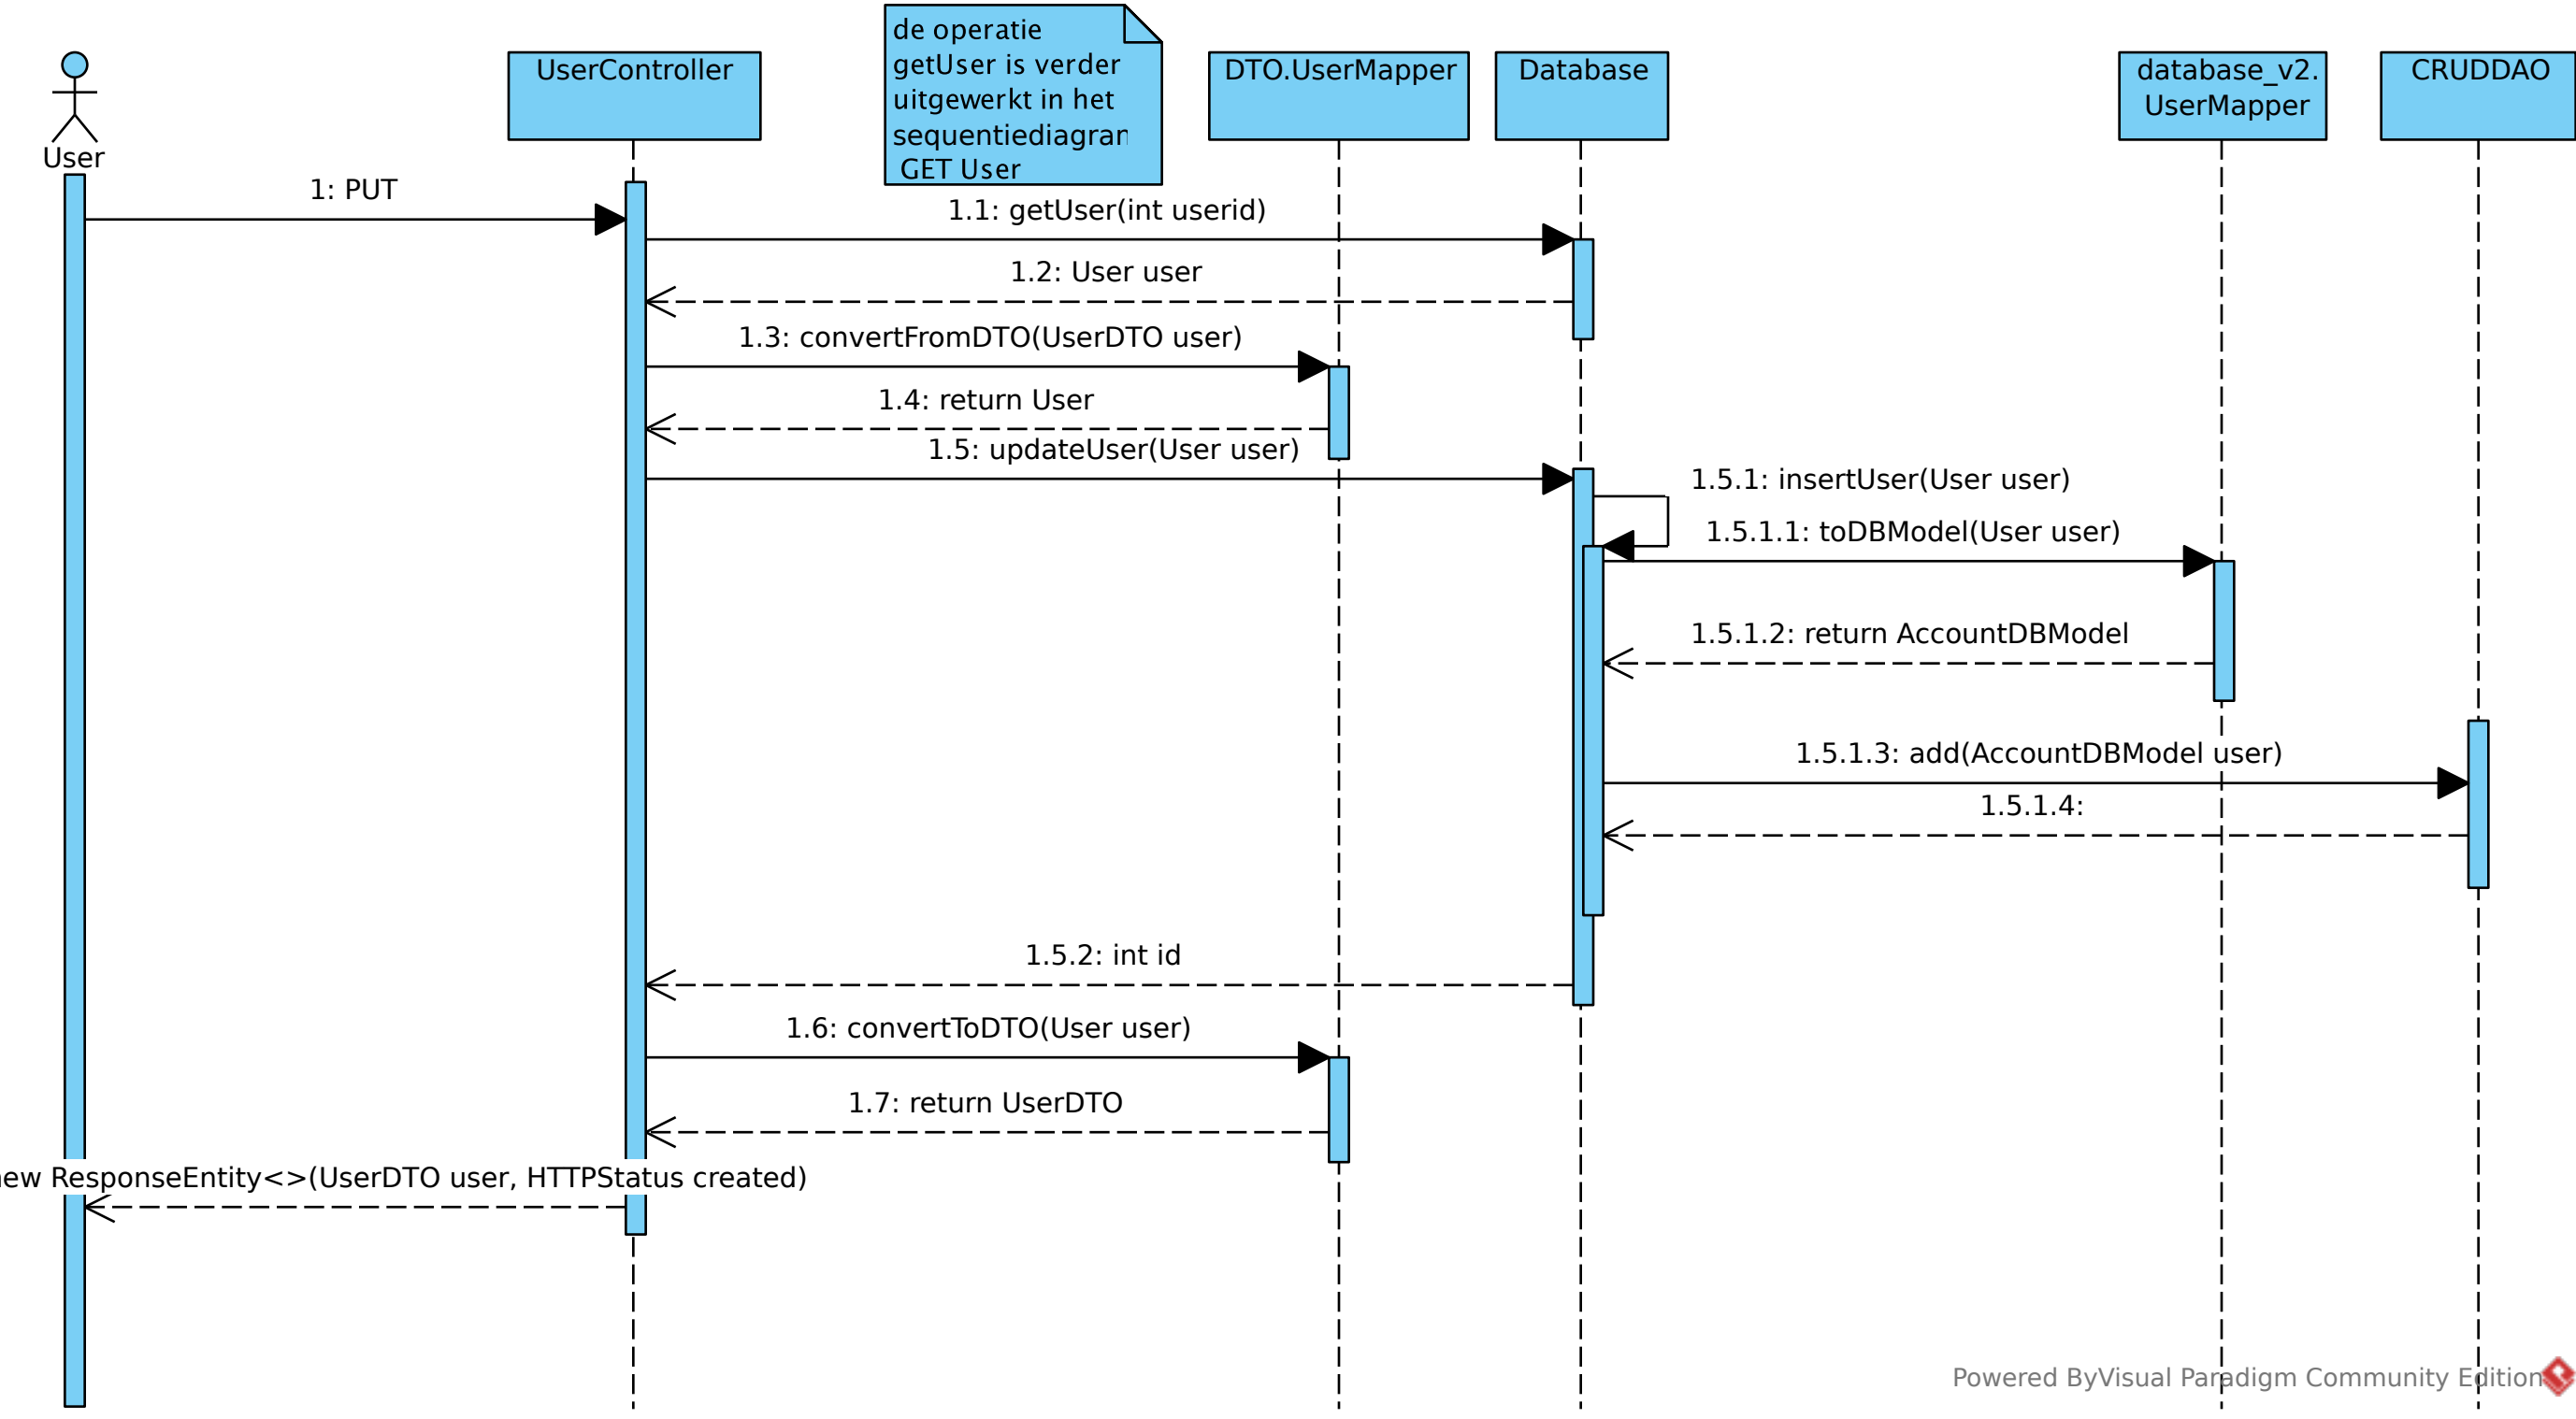 de operatie
getUser is verder
uitgewerkt in het
sequentiediagran
GET User
User
UserController
DTO.UserMapper
Database
database_v2.
UserMapper
CRUDDAO
1: PUT
1.1: getUser(int userid)
1.2: User user
1.3: convertFromDTO(UserDTO user)
1.4: return User
1.5: updateUser(User user)
1.5.1: insertUser(User user)
1.5.1.1: toDBModel(User user)
1.5.1.2: return AccountDBModel
1.5.1.3: add(AccountDBModel user)
1.5.1.4:
1.5.2: int id
1.6: convertToDTO(User user)
1.7: return UserDTO
new ResponseEntity<>(UserDTO user, HTTPStatus created)
Powered ByVisual Paradigm Community Edition